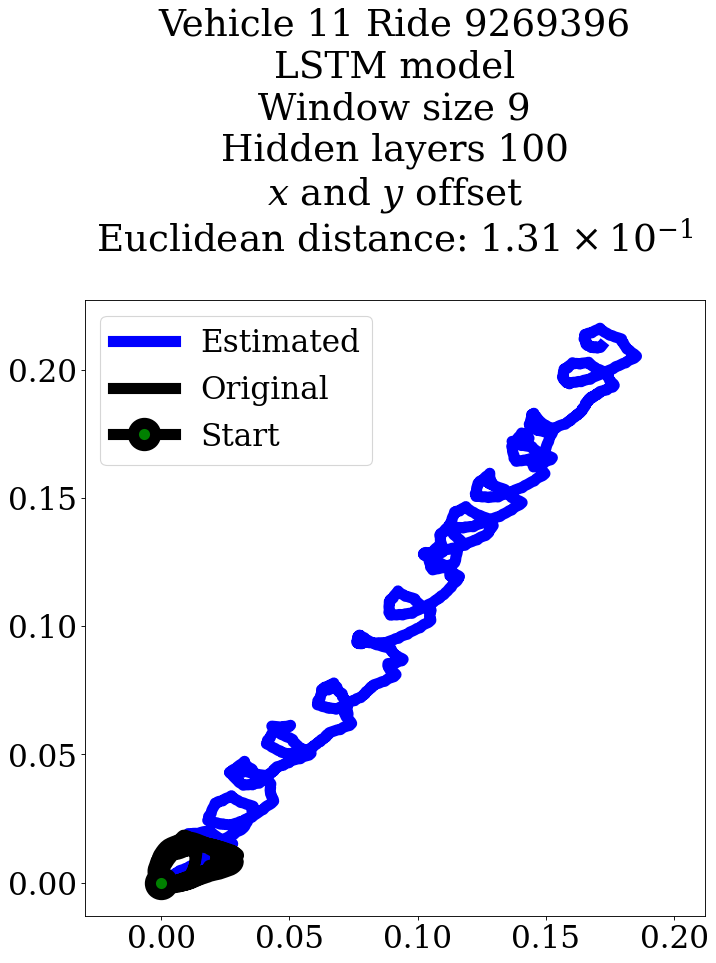 Vehicle 11 Ride 9269396
LSTM model
Window size 9
Hidden layers 100
x and y offset
Euclidean distance: 1.31 × 10⁻¹
Estimated
Original
Start
0.20
0.15
0.10
0.05
0.00
0.00 0.05 0.10 0.15 0.20